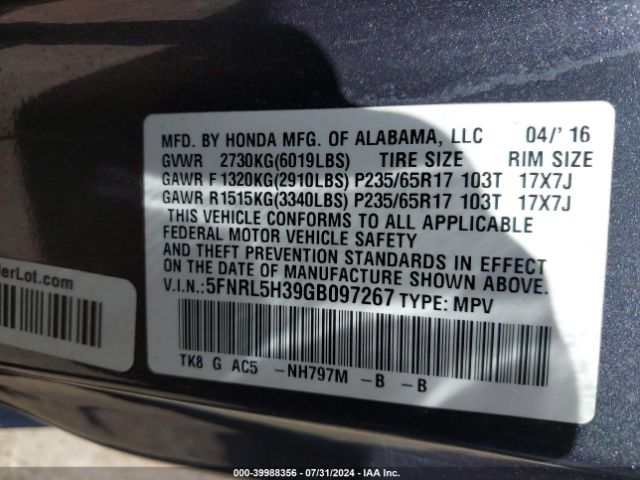 MFD. BY HONDA MFG. OF ALABAMA, LLC 04/' 16
GVWR 2730KG(6019LBS) TIRE SIZE RIM SIZE
GAWR F1320KG(2910LBS) P235/65R17 103T 17X7J
GAWR R1515KG(3340LBS) P235/65R17 103T 17X7J
THIS VEHICLE CONFORMS TO ALL APPLICABLE
FEDERAL MOTOR VEHICLE SAFETY
AND THEFT PREVENTION STANDARDS IN EFFECT
ON THE DATE OF MANUFACTURE SHOWN ABOVE.
V.I.N.:5FNRL5H39GB097267 TYPE: MPV
TK8 G AC5 -NH797M -B -B
erLot.com
000-39988356 - 07/31/2024 - IAA Inc.